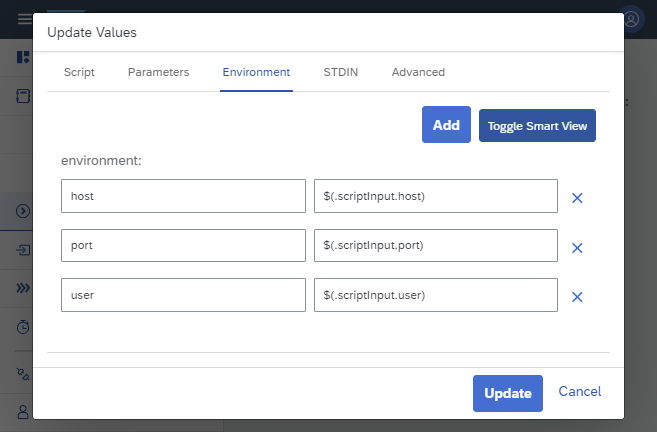 Update Values
Script Parameters Environment STDIN Advanced
Add Toggle Smart View
environment:
host $(.scriptInput.host)
port $(.scriptInput.port)
user $(.scriptInput.user)
Update Cancel